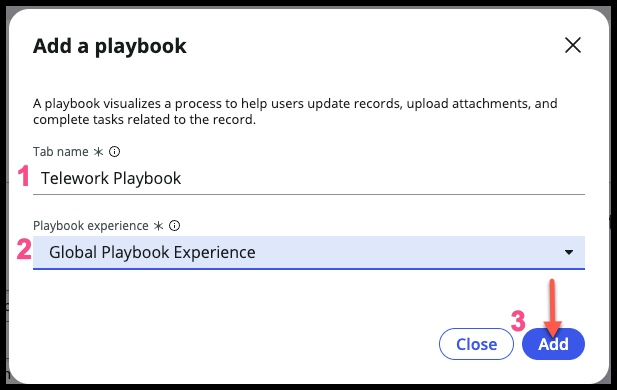 Add a playbook
A playbook visualizes a process to help users update records, upload attachments, and
complete tasks related to the record.
Tab name *
1 Telework Playbook
Playbook experience *
2 Global Playbook Experience
3
Close Add